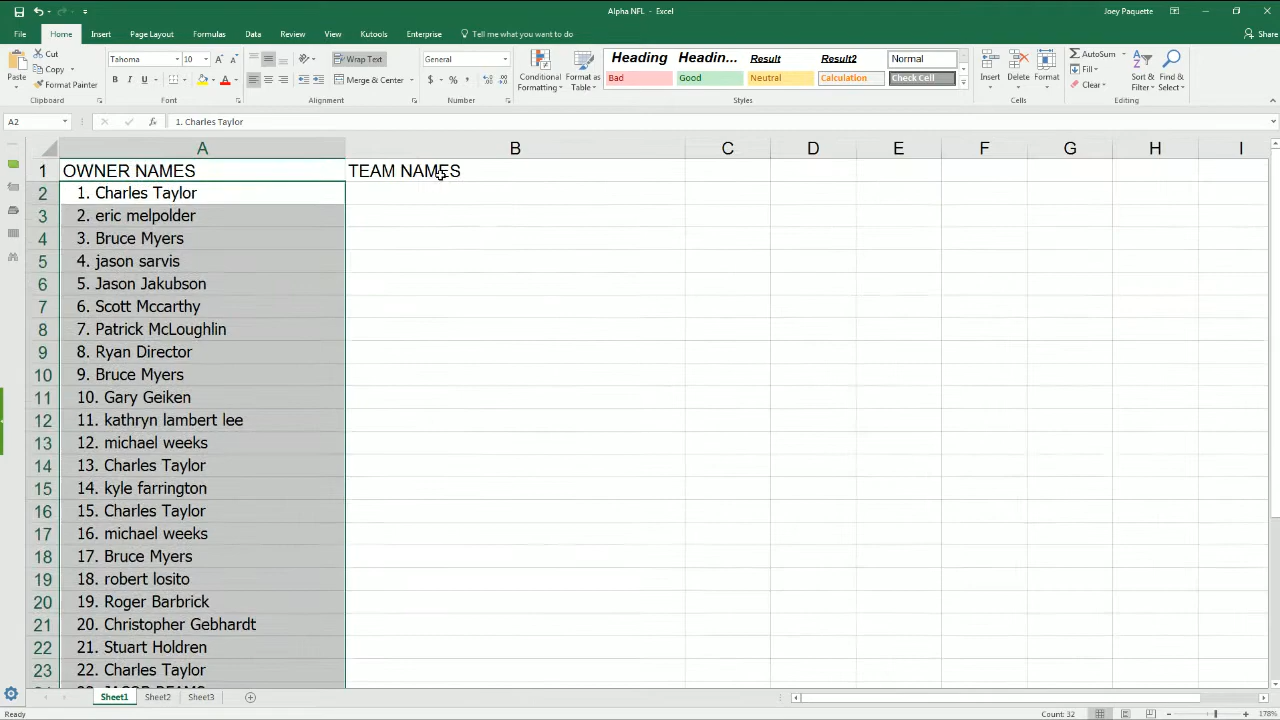 Alpha NFL - Excel
Joey Paquette
File Home Insert Page Layout Formulas Data Review View Kutools Enterprise Tell me what you want to do... Share
Paste
Cut
Copy
Format Painter
Clipboard
Tahoma 10
B I U
Font
Wrap Text
Merge & Center
Alignment
General
$ % ,
Number
Conditional Formatting
Format as Table
Heading Headin... Result Result2 Normal
Bad Good Neutral Calculation Check Cell
Styles
Insert Delete Format
Cells
AutoSum
Fill
Clear
Sort & Filter
Find & Select
Editing
A2 fx 1. Charles Taylor
A B C D E F G H I
1 OWNER NAMES TEAM NAMES
2 1. Charles Taylor
3 2. eric melpolder
4 3. Bruce Myers
5 4. jason sarvis
6 5. Jason Jakubson
7 6. Scott Mccarthy
8 7. Patrick McLoughlin
9 8. Ryan Director
10 9. Bruce Myers
11 10. Gary Geiken
12 11. kathryn lambert lee
13 12. michael weeks
14 13. Charles Taylor
15 14. kyle farrington
16 15. Charles Taylor
17 16. michael weeks
18 17. Bruce Myers
19 18. robert losito
20 19. Roger Barbrick
21 20. Christopher Gebhardt
22 21. Stuart Holdren
23 22. Charles Taylor
Sheet1 Sheet2 Sheet3
Ready Count: 32 178%